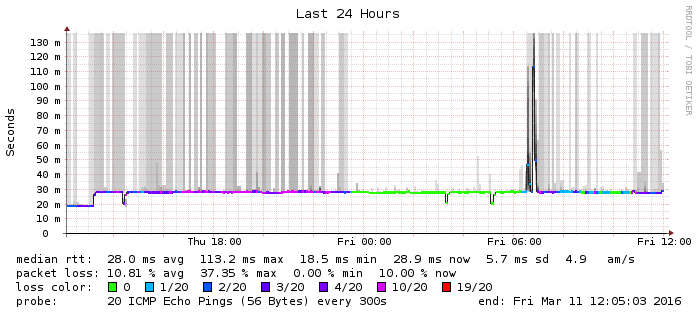 Last 24 Hours
RRDTOOL / TOBI OETIKER
Seconds
130 m
120 m
110 m
100 m
90 m
80 m
70 m
60 m
50 m
40 m
30 m
20 m
10 m
0
Thu 18:00 Fri 00:00 Fri 06:00 Fri 12:00
median rtt: 28.0 ms avg 113.2 ms max 18.5 ms min 28.9 ms now 5.7 ms sd 4.9 am/s
packet loss: 10.81 % avg 37.35 % max 0.00 % min 10.00 % now
loss color: 0 1/20 2/20 3/20 4/20 10/20 19/20
probe: 20 ICMP Echo Pings (56 Bytes) every 300s end: Fri Mar 11 12:05:03 2016